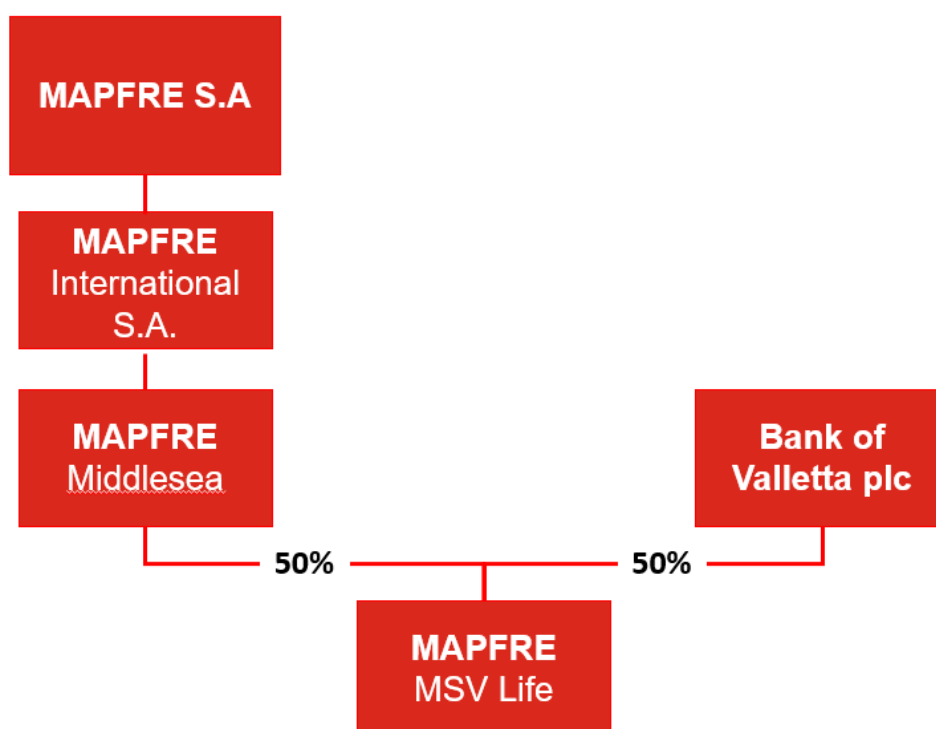 MAPFRE S.A
MAPFRE
International
S.A.
MAPFRE
Middlesea
Bank of
Valletta plc
50%
50%
MAPFRE
MSV Life